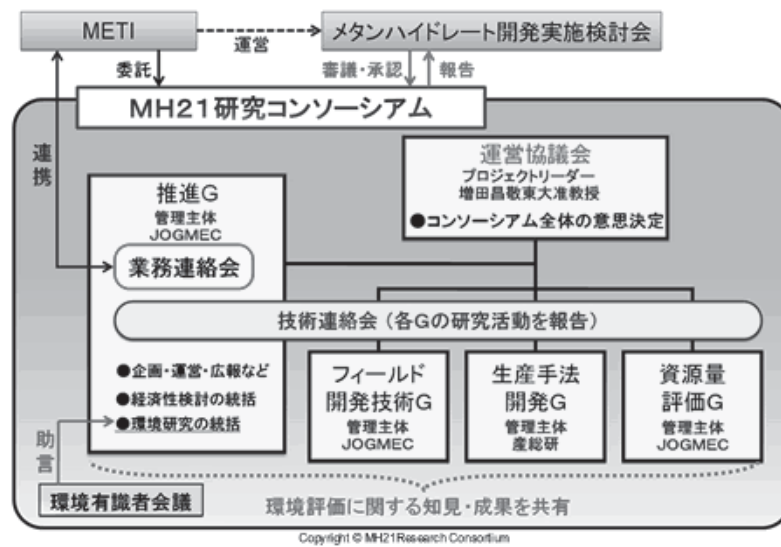 METI
運営
メタンハイドレート開発実施検討会
委託
審議・承認
報告
MH21研究コンソーシアム
連携
運営協議会
プロジェクトリーダー
増田昌敬東大准教授
●コンソーシアム全体の意思決定
推進G
管理主体
JOGMEC
業務連絡会
技術連絡会（各Gの研究活動を報告）
●企画・運営・広報など
●経済性検討の統括
●環境研究の統括
フィールド
開発技術G
管理主体
JOGMEC
生産手法
開発G
管理主体
産総研
資源量
評価G
管理主体
JOGMEC
助言
環境有識者会議
環境評価に関する知見・成果を共有
Copyright © MH21Research Consortium